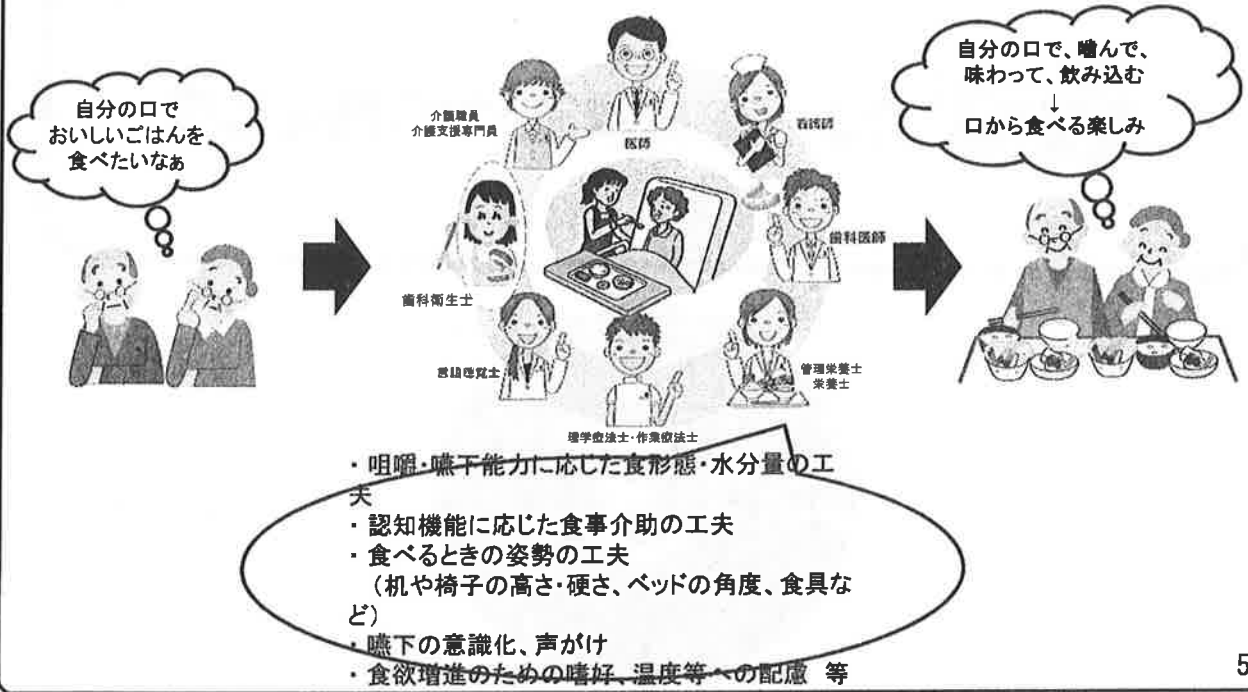 自分の口で
おいしいごはんを
食べたいなぁ
介護職員
介護支援専門員
医師
看護師
歯科医師
歯科衛生士
言語聴覚士
管理栄養士
栄養士
理学療法士・作業療法士
自分の口で、噛んで、
味わって、飲み込む
↓
口から食べる楽しみ
・咀嚼・嚥下能力に応じた食形態・水分量の工
夫
・認知機能に応じた食事介助の工夫
・食べるときの姿勢の工夫
（机や椅子の高さ・硬さ、ベッドの角度、食具な
ど）
・嚥下の意識化、声がけ
・食欲増進のための嗜好、温度等への配慮 等
5